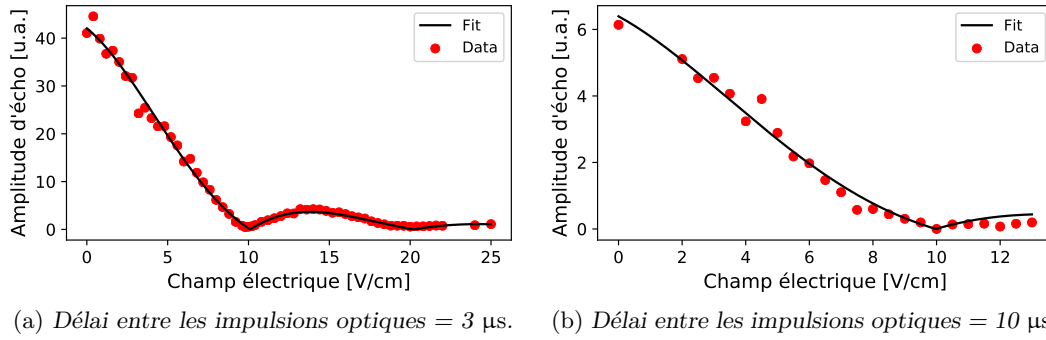 (a)
Fit
Data
Amplitude d'écho [u.a.]
40
30
20
10
0
0 5 10 15 20 25
Champ électrique [V/cm]
(b)
Fit
Data
Amplitude d'écho [u.a.]
6
4
2
0
0 2 4 6 8 10 12
Champ électrique [V/cm]
(a) Délai entre les impulsions optiques = 3 µs.
(b) Délai entre les impulsions optiques = 10 µs